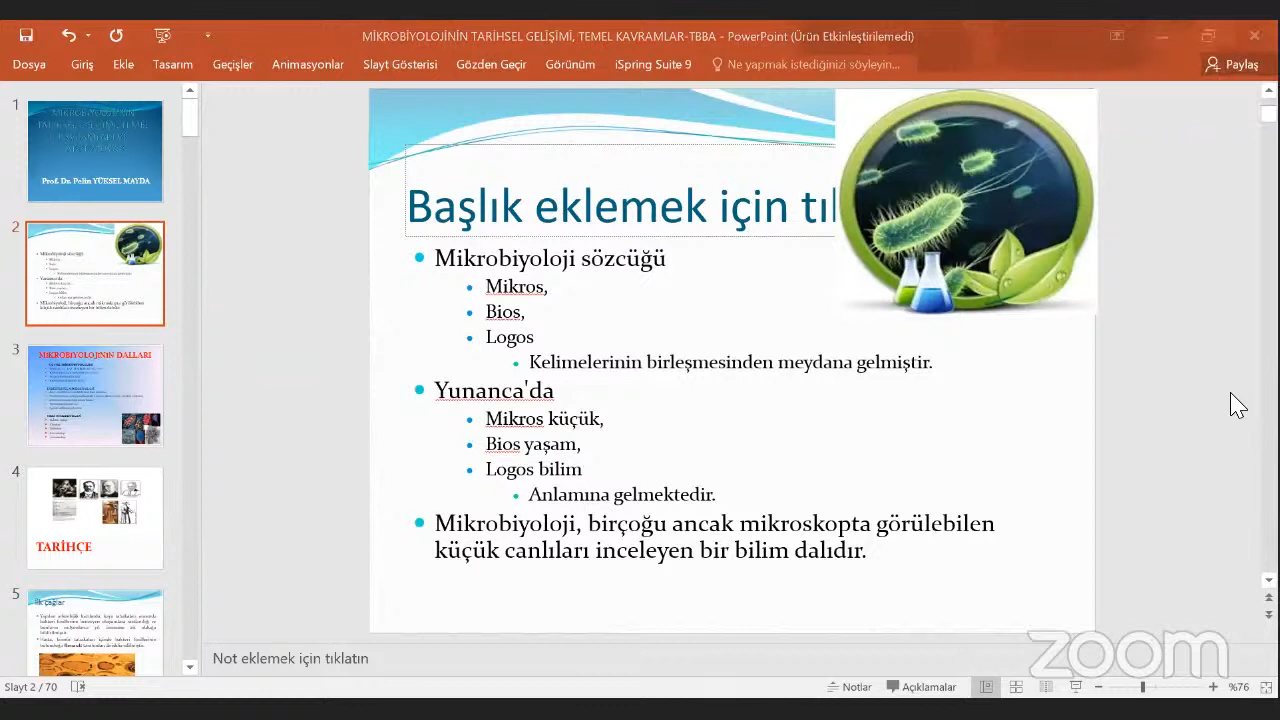 MİKROBİYOLOJİNİN TARİHSEL GELİŞİMİ, TEMEL KAVRAMLAR-TBBA - PowerPoint (Ürün Etkinleştirilemedi)
Dosya Giriş Ekle Tasarım Geçişler Animasyonlar Slayt Gösterisi Gözden Geçir Görünüm iSpring Suite 9 Ne yapmak istediğinizi söyleyin... Paylaş
1
Prof. Dr. Pelin YÜKSEL MAYDA
2
3
MİKROBİYOLOJİNİN DALLARI
4
TARİHÇE
5
İlk çağlar
Başlık eklemek için tıl
Mikrobiyoloji sözcüğü
Mikros,
Bios,
Logos
Kelimelerinin birleşmesinden meydana gelmiştir.
Yunanca'da
Mikros küçük,
Bios yaşam,
Logos bilim
Anlamına gelmektedir.
Mikrobiyoloji, birçoğu ancak mikroskopta görülebilen
küçük canlıları inceleyen bir bilim dalıdır.
Not eklemek için tıklatın
zoom
Slayt 2 / 70 Notlar Açıklamalar %76